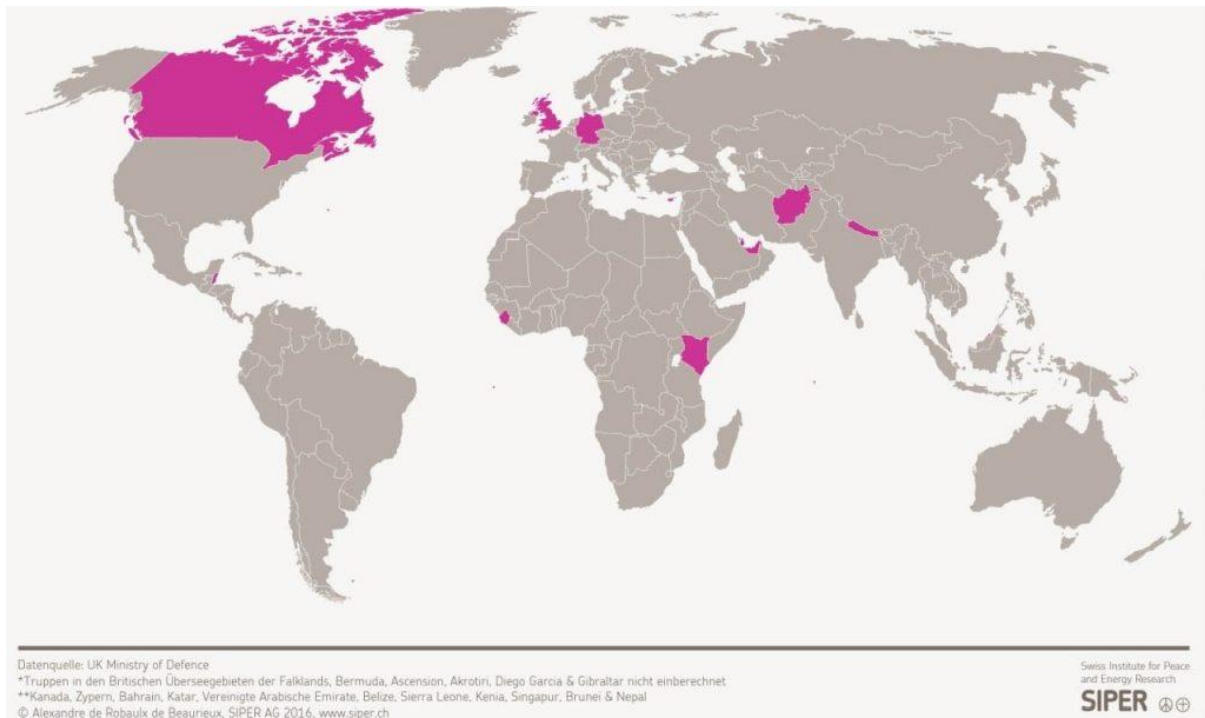 Datenquelle: UK Ministry of Defence
*Truppen in den Britischen Überseegebieten der Falklands, Bermuda, Ascension, Akrotiri, Diego Garcia & Gibraltar nicht einberechnet
**Kanada, Zypern, Bahrain, Katar, Vereinigte Arabische Emirate, Belize, Sierra Leone, Kenia, Singapur, Brunei & Nepal
© Alexandre de Robaulx de Beaurieux, SIPER AG 2016, www.siper.ch
Swiss Institute for Peace
and Energy Research
SIPER